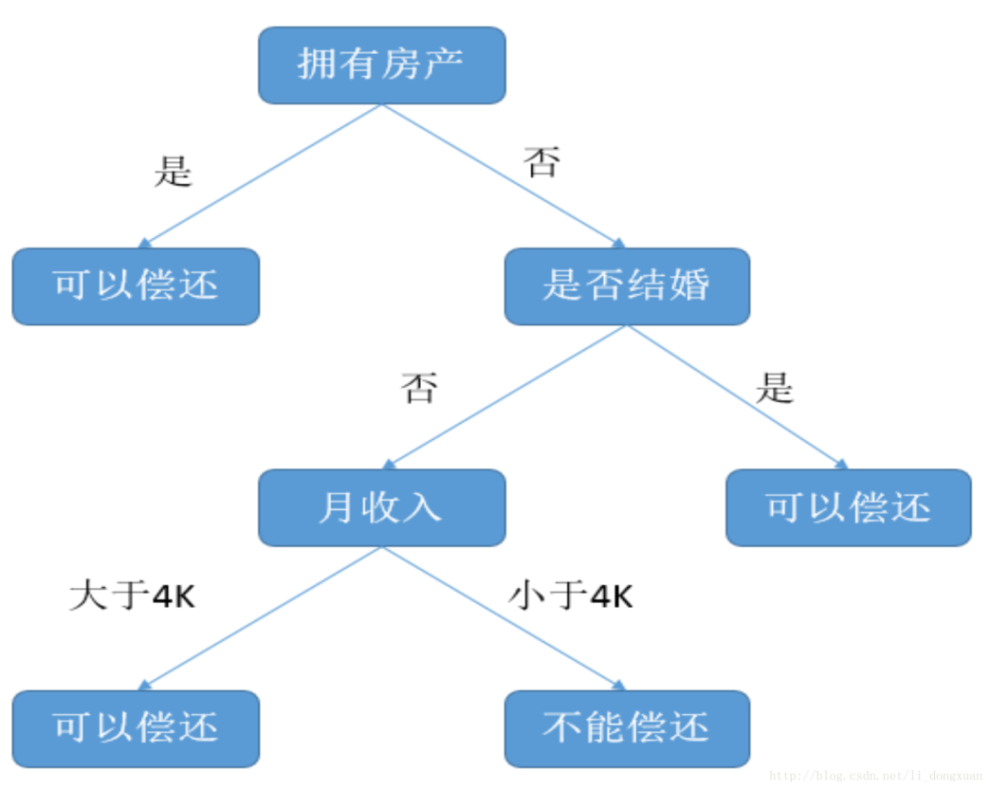 拥有房产
是
否
可以偿还
是否结婚
否
是
月收入
可以偿还
大于4K
小于4K
可以偿还
不能偿还
http://blog.csdn.net/li_dongxuan